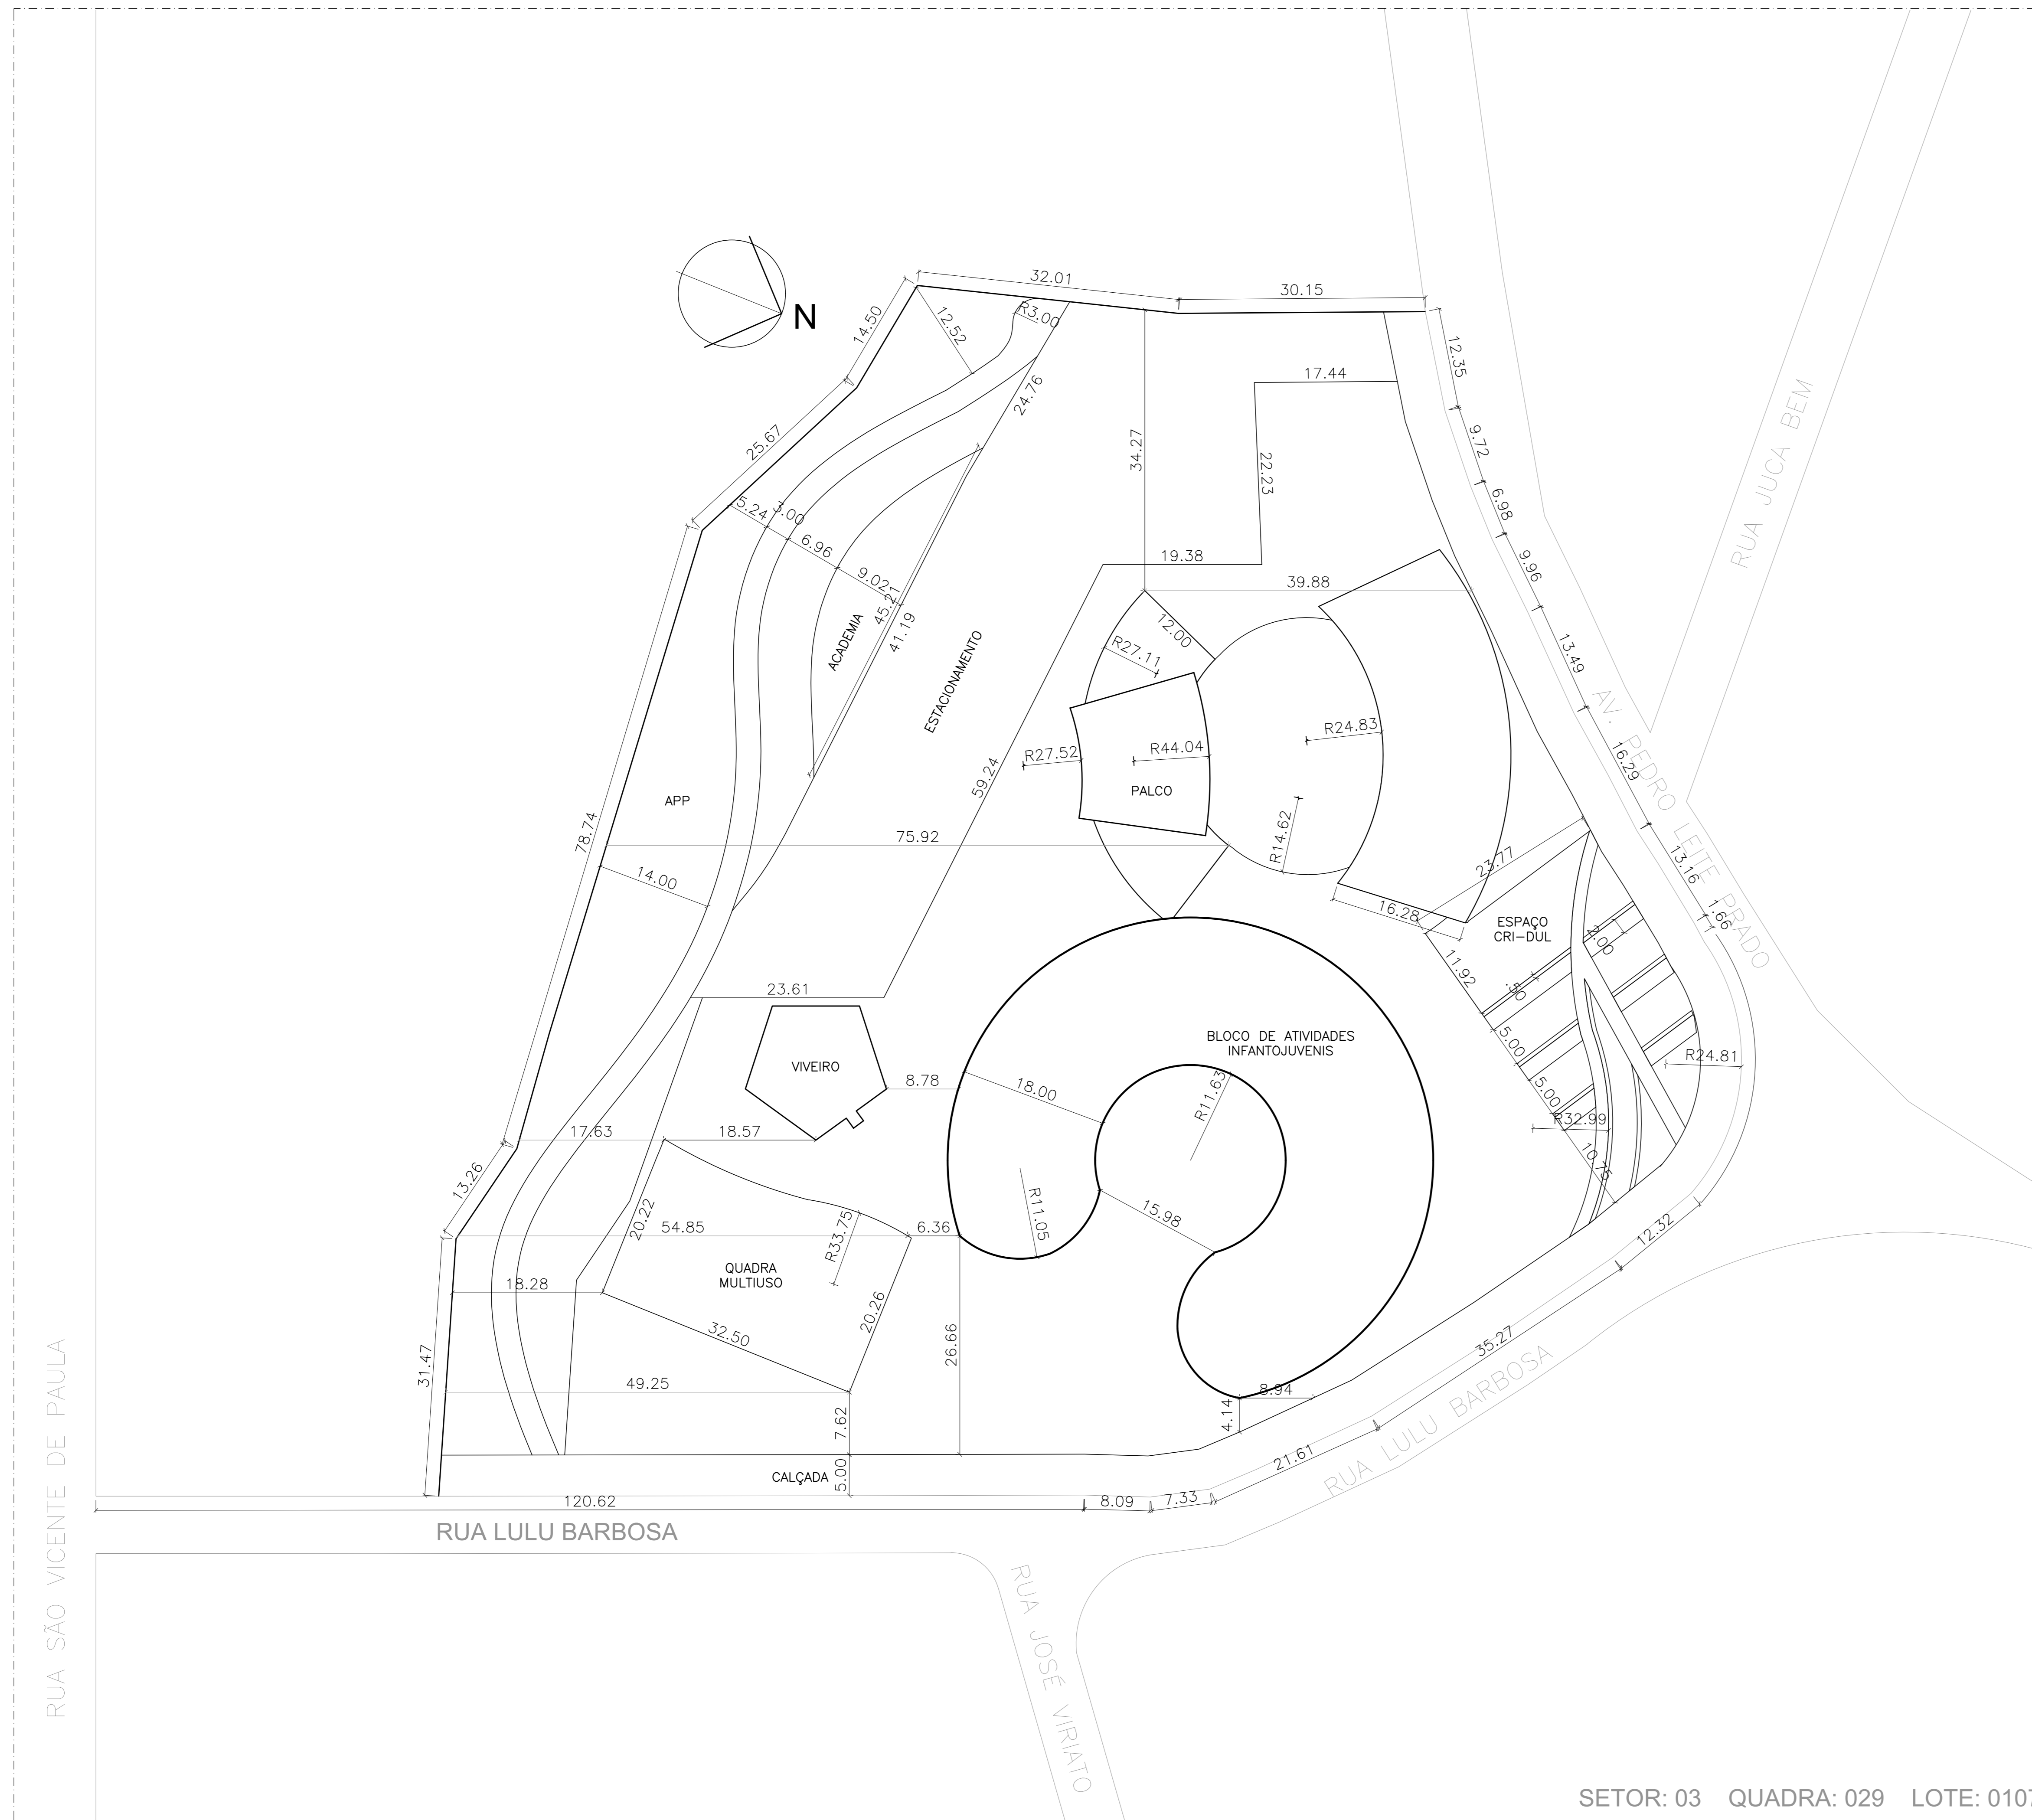 32.01
30.15
14.50
12.52
R3.00
N
12.35
25.67
24.76
17.44
34.27
22.23
9.72
6.98
RUA JUCA BEM
5.24
3.00
6.96
9.02
45.21
41.19
19.38
9.96
39.88
ACADEMIA
ESTACIONAMENTO
12.00
R27.11
13.49
AV. PEDRO LEITE PRADO
R27.52
R44.04
R24.83
PALCO
16.29
59.24
APP
78.74
75.92
R14.62
23.77
13.16
14.00
16.28
1.66
ESPAÇO
CRI-DUL
2.00
11.92
.50
23.61
BLOCO DE ATIVIDADES
INFANTOJUVENIS
VIVEIRO
8.78
18.00
R11.63
5.00
R24.81
5.00
R32.99
17.63
18.57
10.75
13.26
20.22
54.85
R33.75
6.36
R11.05
15.98
12.32
QUADRA
MULTIUSO
18.28
20.26
32.50
26.66
35.27
31.47
49.25
8.94
7.62
4.14
RUA LULU BARBOSA
21.61
CALÇADA
5.00
120.62
8.09
7.33
RUA LULU BARBOSA
RUA SÃO VICENTE DE PAULA
RUA JOSÉ VIRIATO
SETOR: 03 QUADRA: 029 LOTE: 0107